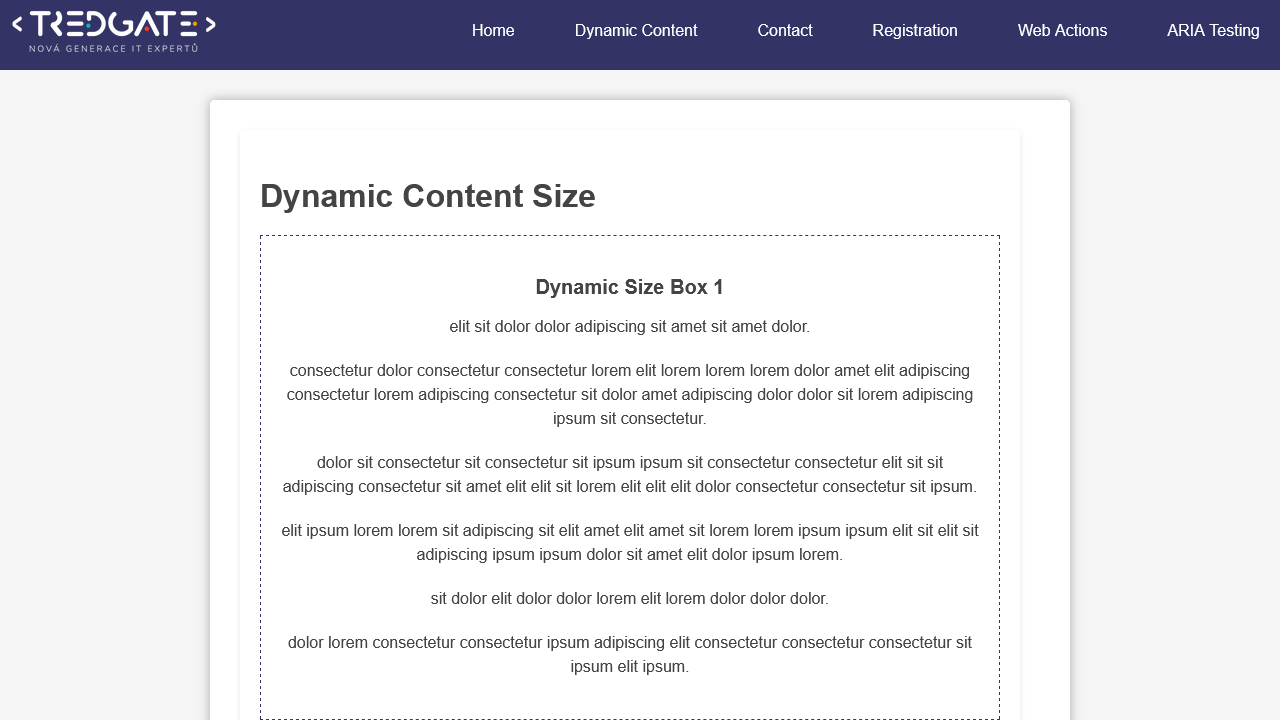 TREDGATE
NOVÁ GENERACE IT EXPERTŮ
Home
Dynamic Content
Contact
Registration
Web Actions
ARIA Testing
Dynamic Content Size
Dynamic Size Box 1
elit sit dolor dolor adipiscing sit amet sit amet dolor.
consectetur dolor consectetur consectetur lorem elit lorem lorem lorem dolor amet elit adipiscing
consectetur lorem adipiscing consectetur sit dolor amet adipiscing dolor dolor sit lorem adipiscing
ipsum sit consectetur.
dolor sit consectetur sit consectetur sit ipsum ipsum sit consectetur consectetur elit sit sit
adipiscing consectetur sit amet elit elit sit lorem elit elit elit dolor consectetur consectetur sit ipsum.
elit ipsum lorem lorem sit adipiscing sit elit amet elit amet sit lorem lorem ipsum ipsum elit sit elit sit
adipiscing ipsum ipsum dolor sit amet elit dolor ipsum lorem.
sit dolor elit dolor dolor lorem elit lorem dolor dolor dolor.
dolor lorem consectetur consectetur ipsum adipiscing elit consectetur consectetur consectetur sit
ipsum elit ipsum.